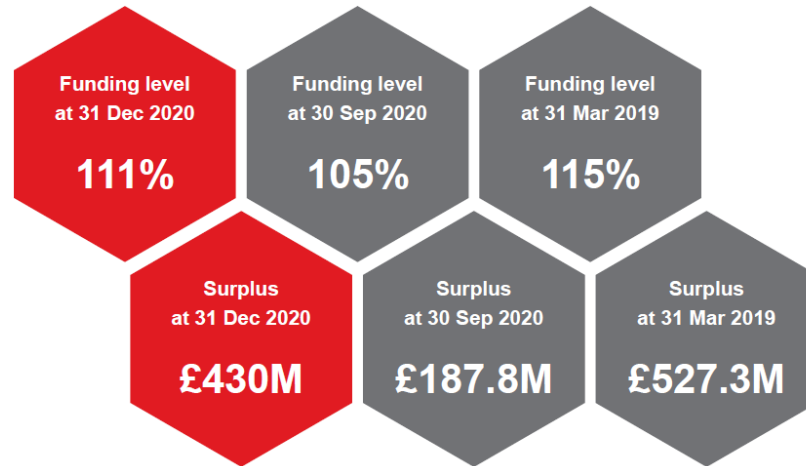 Funding level
at 31 Dec 2020
111%
Funding level
at 30 Sep 2020
105%
Funding level
at 31 Mar 2019
115%
Surplus
at 31 Dec 2020
£430M
Surplus
at 30 Sep 2020
£187.8M
Surplus
at 31 Mar 2019
£527.3M